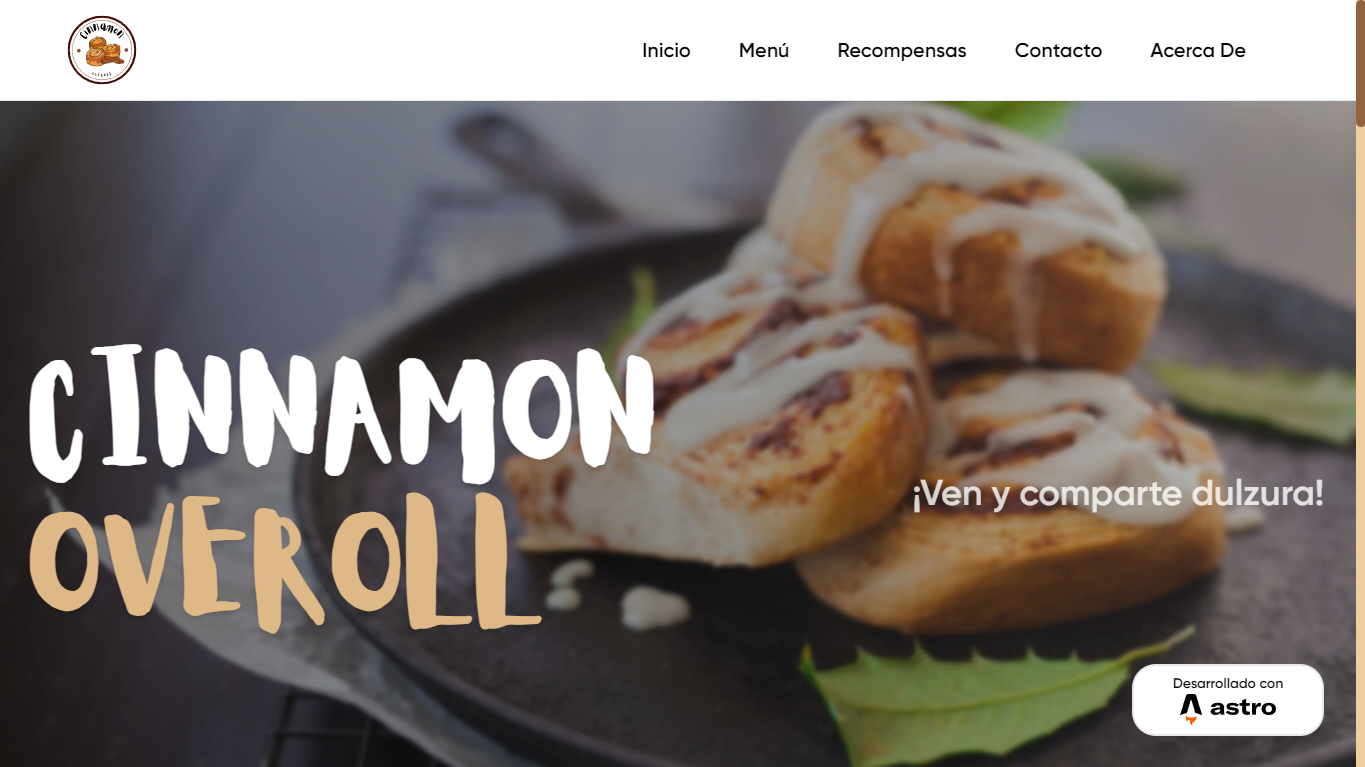 Cinnamon
Inicio
Menú
Recompensas
Contacto
Acerca De
CINNAMON
OVEROLL
¡Ven y comparte dulzura!
Desarrollado con
astro